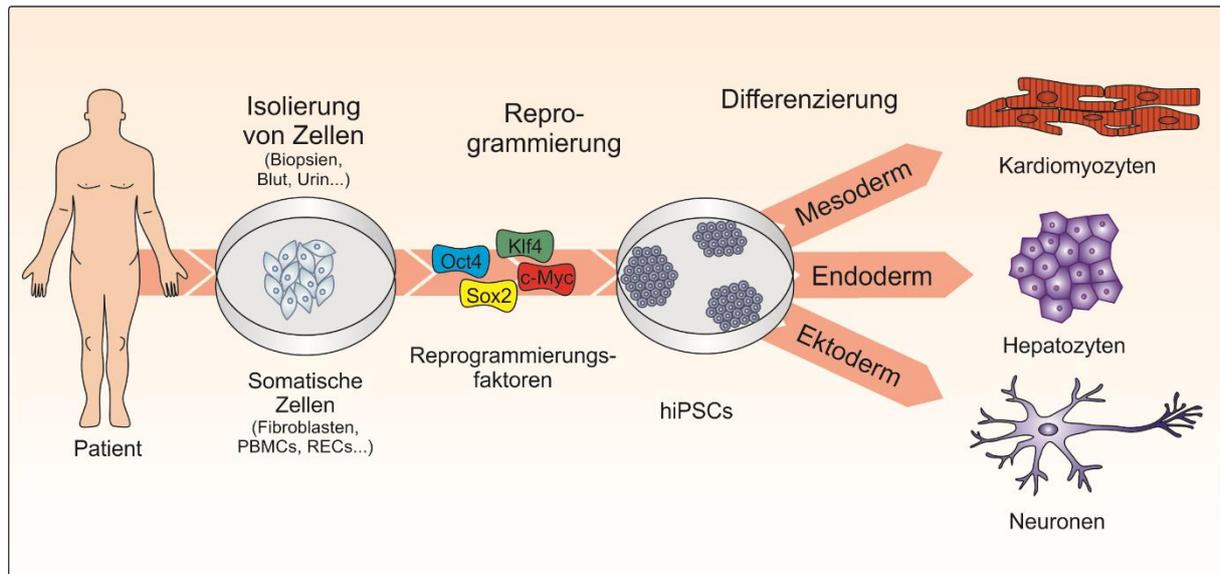 Patient
Isolierung
von Zellen
(Biopsien,
Blut, Urin...)
Somatische
Zellen
(Fibroblasten,
PBMCs, RECs...)
Repro-
grammierung
Oct4
Klf4
Sox2
c-Myc
Reprogrammierungs-
faktoren
hiPSCs
Differenzierung
Mesoderm
Endoderm
Ektoderm
Kardiomyozyten
Hepatozyten
Neuronen